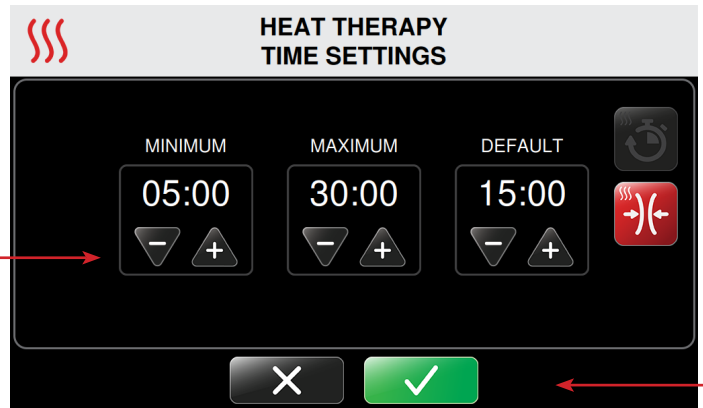 HEAT THERAPY
TIME SETTINGS
MINIMUM MAXIMUM DEFAULT
05:00 30:00 15:00
− + − + − +